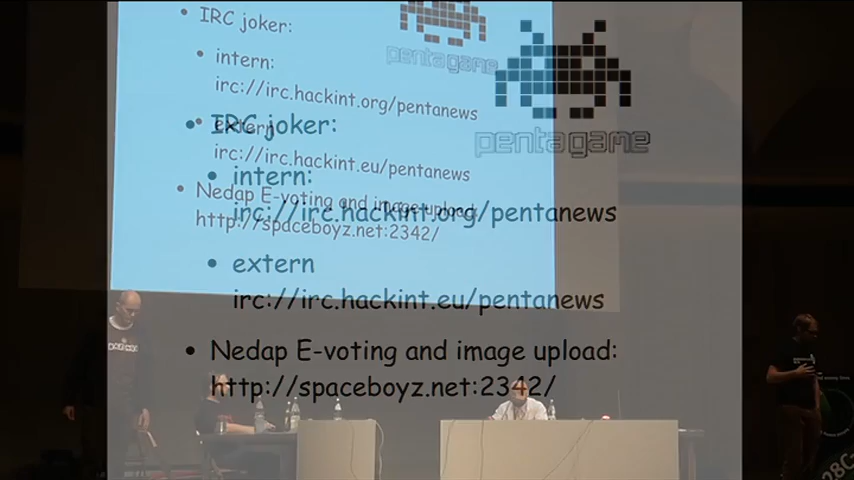 IRC joker:
intern:
irc://irc.hackint.org/pentanews
extern
irc://irc.hackint.eu/pentanews
Nedap E-voting and image upload:
http://spaceboyz.net:2342/
pentagame
IRC joker:
intern:
irc://irc.hackint.org/pentanews
extern
irc://irc.hackint.eu/pentanews
Nedap E-voting and image upload:
http://spaceboyz.net:2342/
pentagame